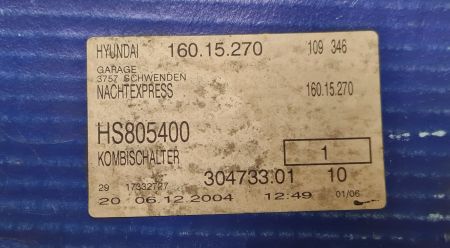 HYUNDAI 160.15.270 109 346
GARAGE
3757 SCHWENDEN
NACHTEXPRESS 160.15.270
HS805400
KOMBISCHALTER 1
304733.01 10
29 17332727
20 06.12.2004 12:49 01/06